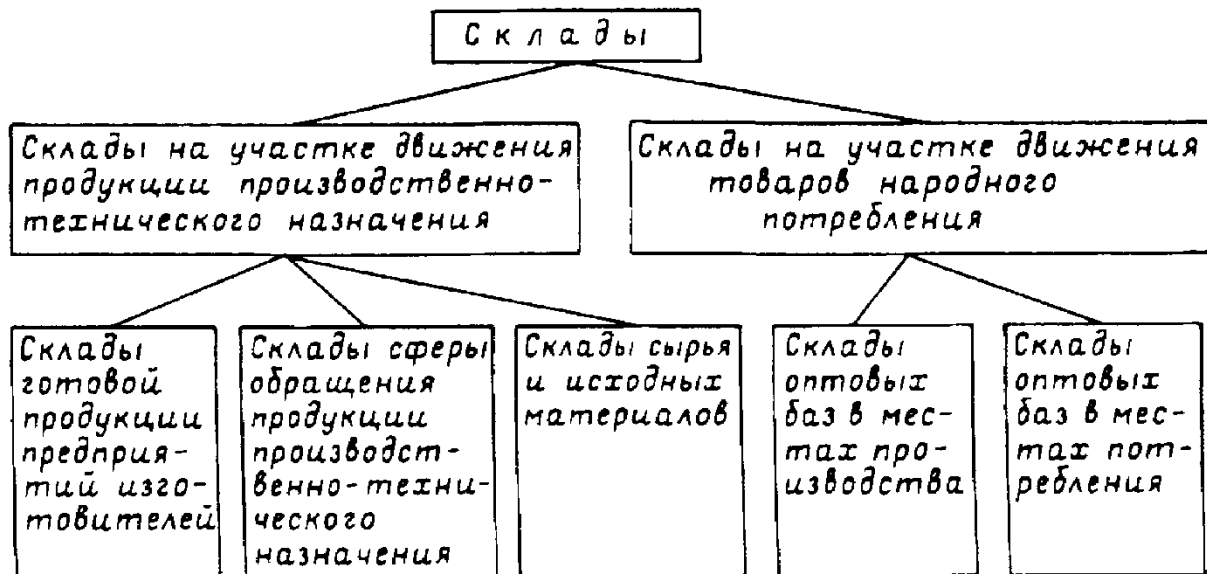 Склады
Склады на участке движения
продукции производственно-
технического назначения
Склады на участке движения
товаров народного
потребления
Склады
готовой
продукции
предприя-
тий изго-
товителей
Склады сферы
обращения
продукции
производст-
венно-техни-
ческого
назначения
Склады сырья
и исходных
материалов
Склады
оптовых
баз в мес-
тах про-
изводства
Склады
оптовых
баз в мес-
тах пот-
ребления